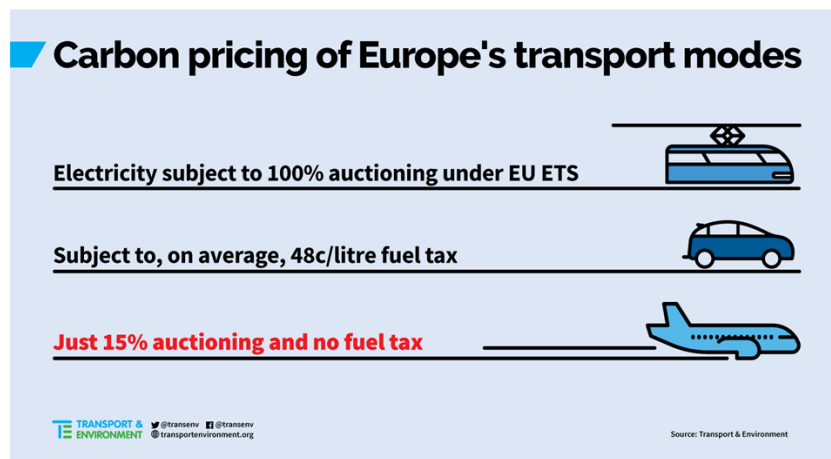 Carbon pricing of Europe's transport modes
Electricity subject to 100% auctioning under EU ETS
Subject to, on average, 48c/litre fuel tax
Just 15% auctioning and no fuel tax
TRANSPORT & ENVIRONMENT
@transenv @transenv
transportenvironment.org
Source: Transport & Environment